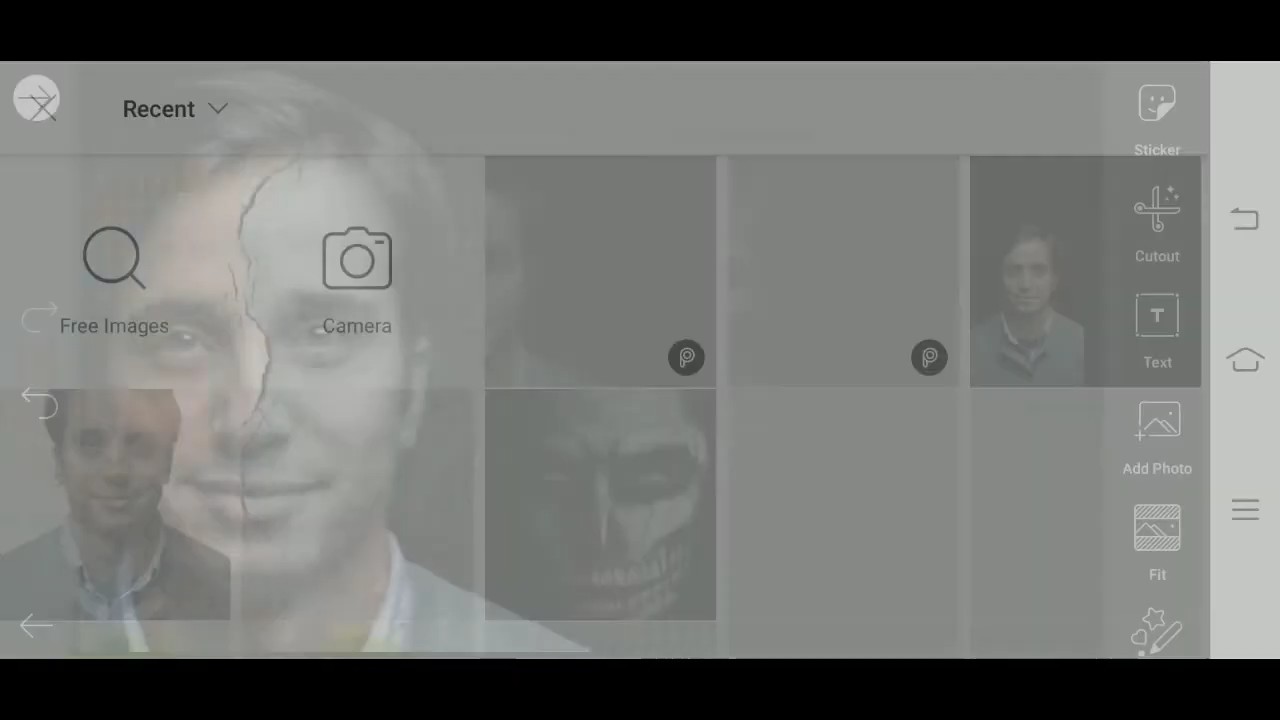 Recent
Sticker
Cutout
Free Images
Camera
Text
Add Photo
Fit